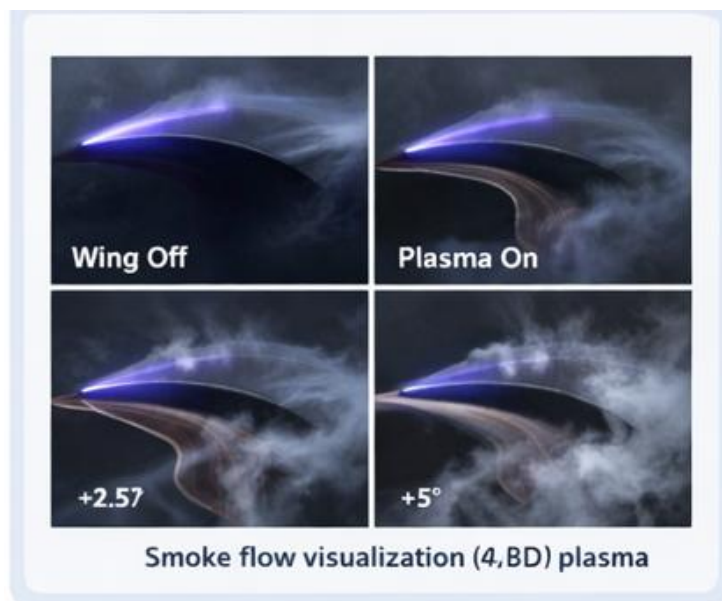 Wing Off
Plasma On
+2.57
+5°
Smoke flow visualization (4,BD) plasma